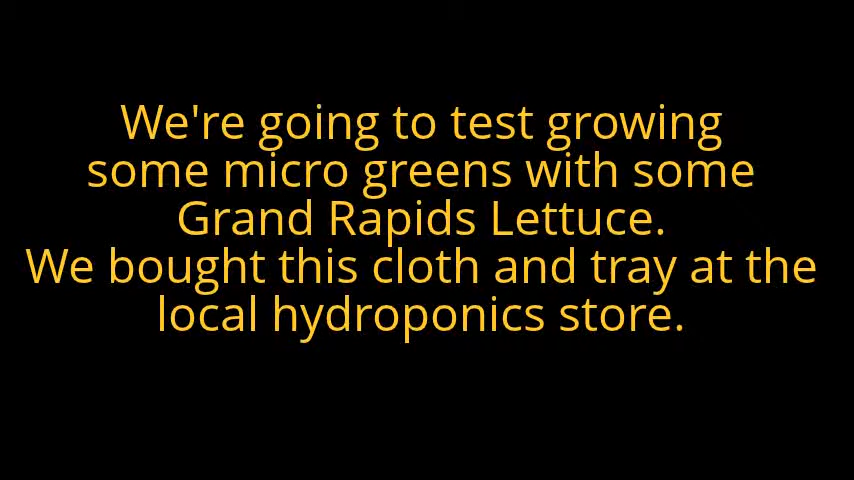 We're going to test growing
some micro greens with some
Grand Rapids Lettuce.
We bought this cloth and tray at the
local hydroponics store.